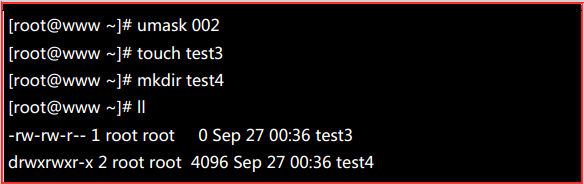 [root@www ~]# umask 002
[root@www ~]# touch test3
[root@www ~]# mkdir test4
[root@www ~]# ll
-rw-rw-r-- 1 root root     0 Sep 27 00:36 test3
drwxrwxr-x 2 root root  4096 Sep 27 00:36 test4